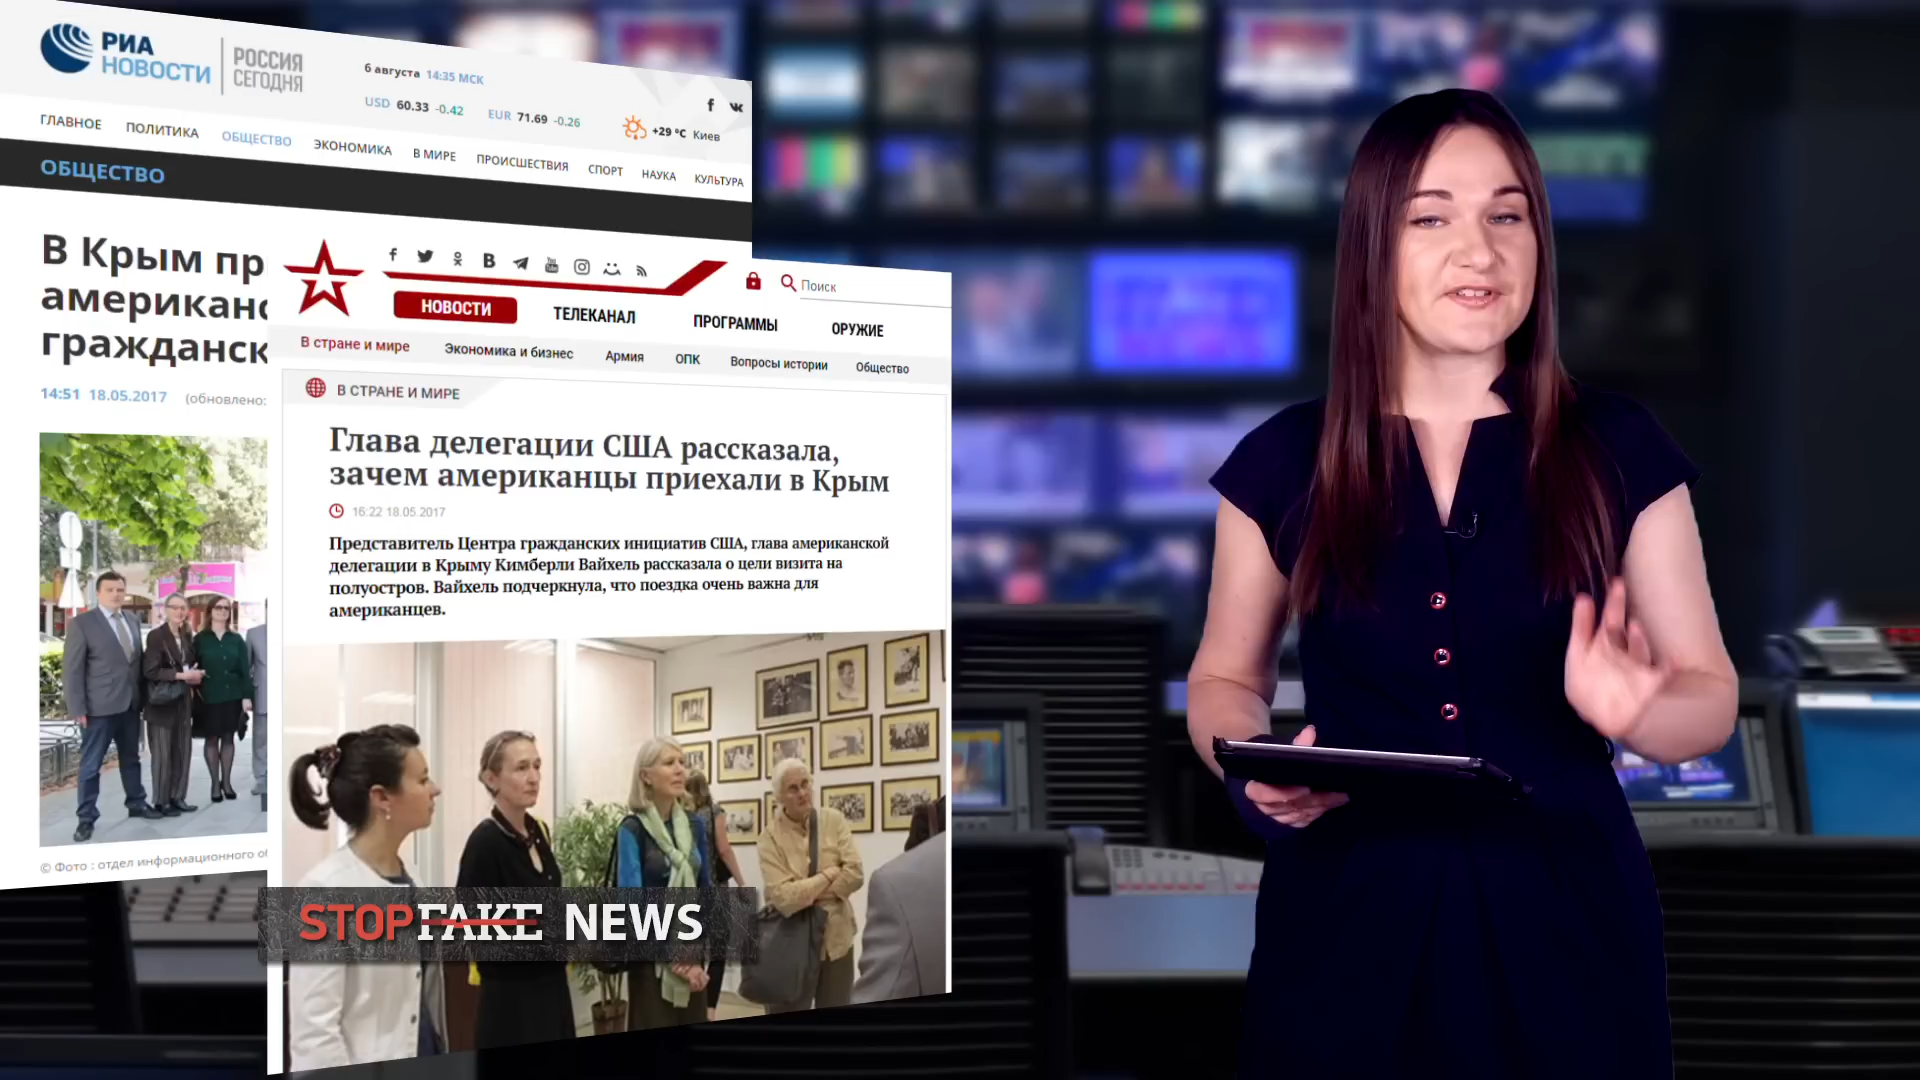 РИА
НОВОСТИ
РОССИЯ
СЕГОДНЯ
6 августа 14:35 МСК
USD 60.33 -0.42 EUR 71.69 -0.26
+29 °C Киев
ГЛАВНОЕ ПОЛИТИКА ОБЩЕСТВО ЭКОНОМИКА В МИРЕ ПРОИСШЕСТВИЯ СПОРТ НАУКА КУЛЬТУРА
ОБЩЕСТВО
В Крым
14:51 18.05.2017 (обновлено:
© Фото : отдел информационного
Поиск
НОВОСТИ ТЕЛЕКАНАЛ ПРОГРАММЫ ОРУЖИЕ
В стране и мире Экономика и бизнес Армия ОПК Вопросы истории Общество
В СТРАНЕ И МИРЕ
Глава делегации США рассказала,
зачем американцы приехали в Крым
16:22 18.05.2017
Представитель Центра гражданских инициатив США, глава американской
делегации в Крыму Кимберли Вайхель рассказала о цели визита на
полуостров. Вайхель подчеркнула, что поездка очень важна для
американцев.
STOPFAKE NEWS